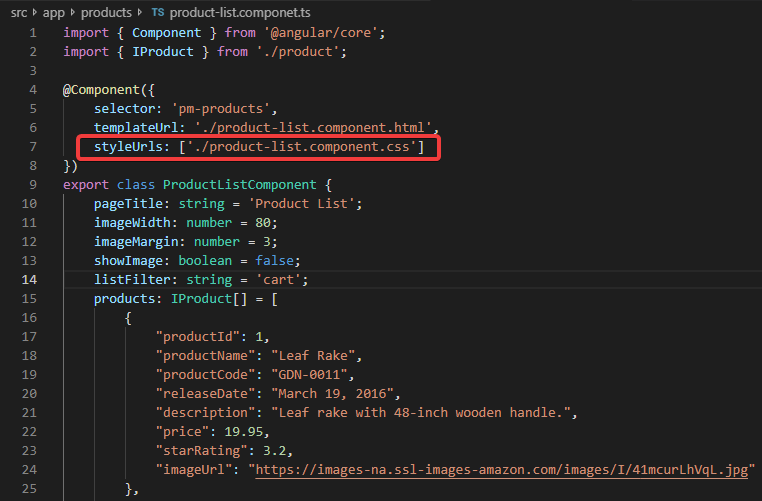 src > app > products > TS product-list.componet.ts
1 import { Component } from '@angular/core';
2 import { IProduct } from './product';
3
4 @Component({
5 selector: 'pm-products',
6 templateUrl: './product-list.component.html',
7 styleUrls: ['./product-list.component.css']
8 })
9 export class ProductListComponent {
10 pageTitle: string = 'Product List';
11 imageWidth: number = 80;
12 imageMargin: number = 3;
13 showImage: boolean = false;
14 listFilter: string = 'cart';
15 products: IProduct[] = [
16 {
17 "productId": 1,
18 "productName": "Leaf Rake",
19 "productCode": "GDN-0011",
20 "releaseDate": "March 19, 2016",
21 "description": "Leaf rake with 48-inch wooden handle.",
22 "price": 19.95,
23 "starRating": 3.2,
24 "imageUrl": "https://images-na.ssl-images-amazon.com/images/I/41mcurLhVqL.jpg"
25 },